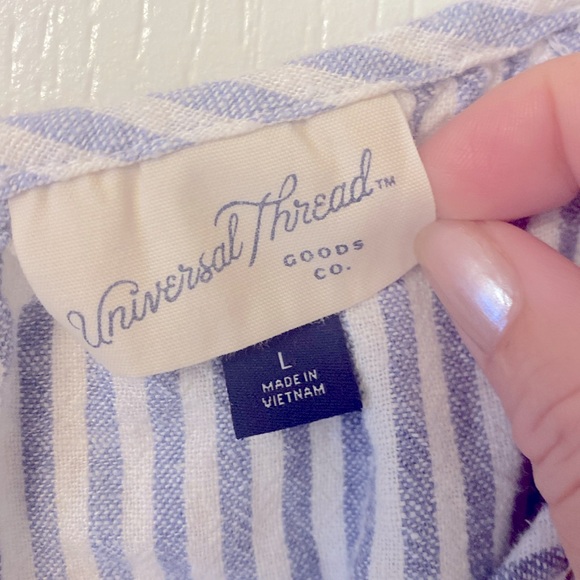 Universal Thread™
GOODS
CO.
L
MADE IN
VIETNAM